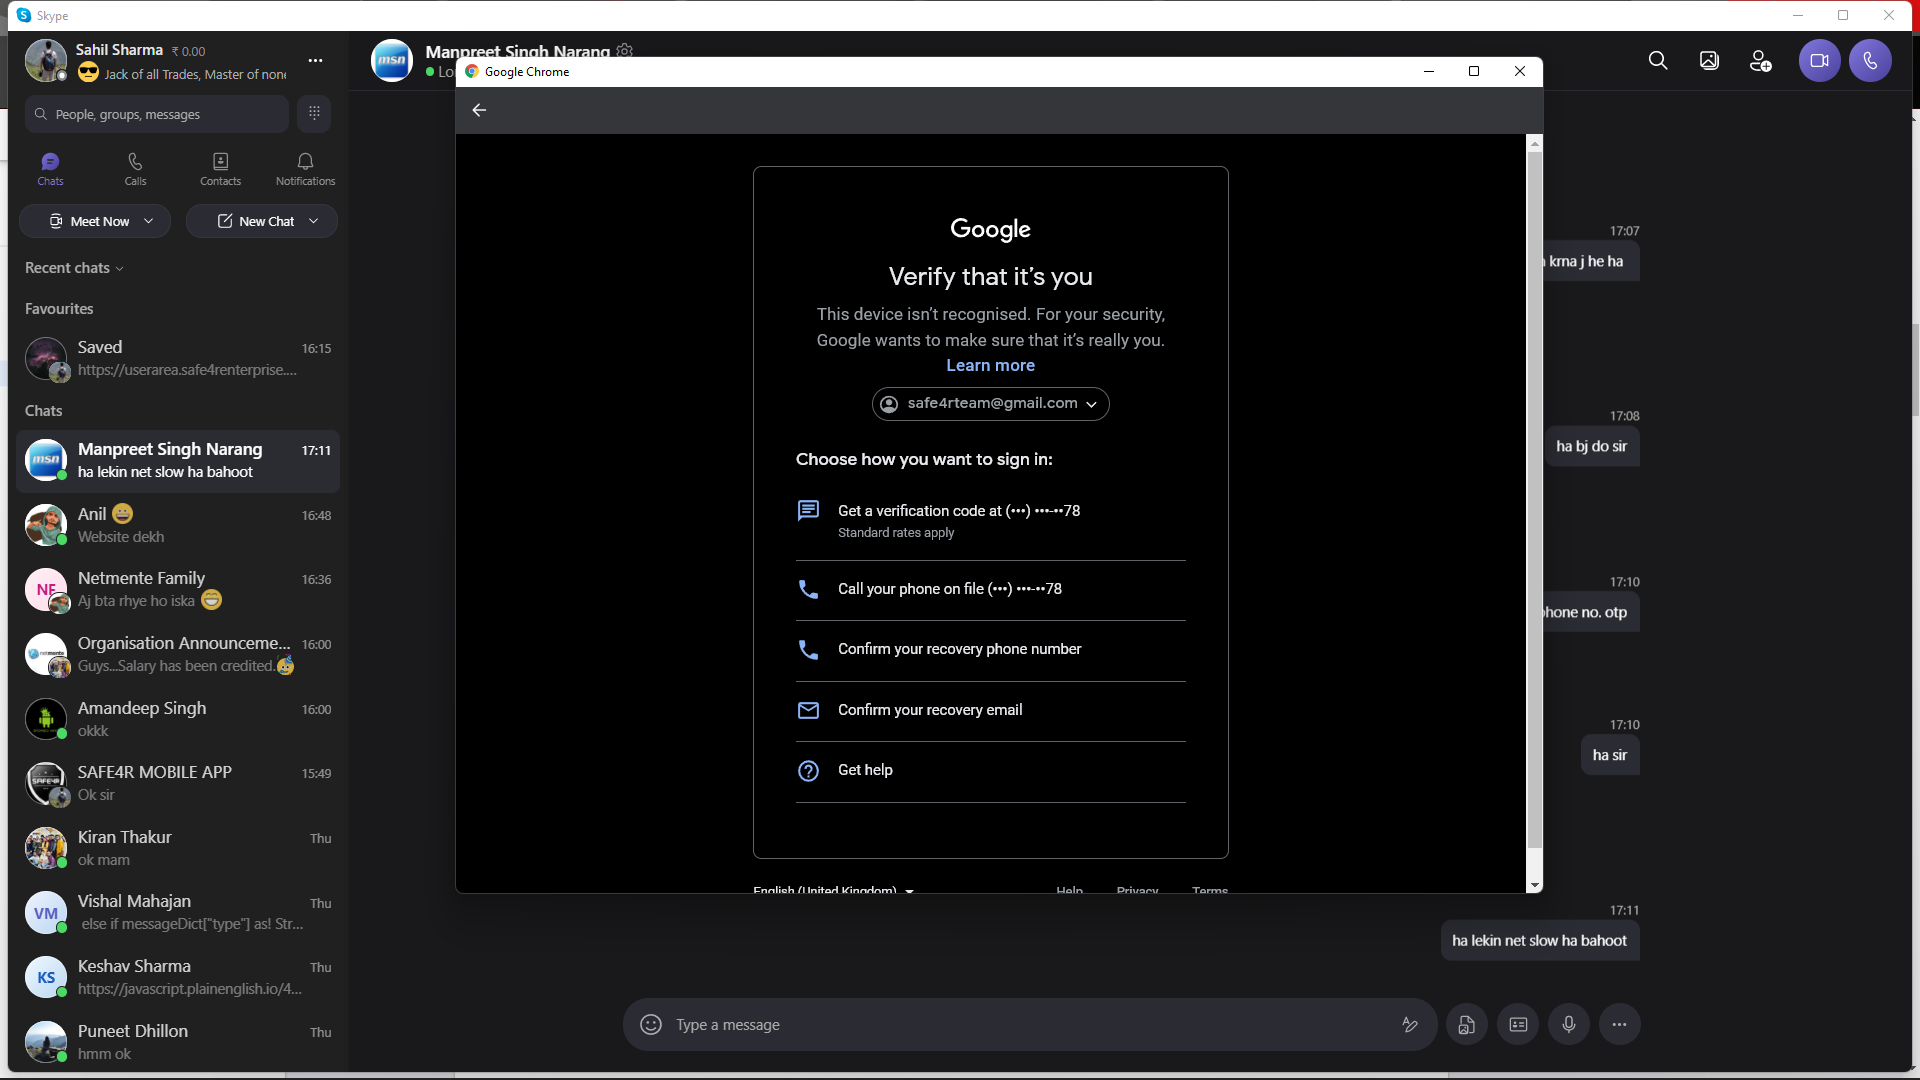 Skype
Sahil Sharma ₹ 0.00
Jack of all Trades, Master of none
People, groups, messages
Chats
Calls
Contacts
Notifications
Meet Now
New Chat
Recent chats
Favourites
Saved 16:15
https://userarea.safe4renterprise....
Chats
msn
Manpreet Singh Narang 17:11
ha lekin net slow ha bahoot
Anil 16:48
Website dekh
NF
Netmente Family 16:36
Aj bta rhye ho iska
Organisation Announceme... 16:00
Guys...Salary has been credited.
Amandeep Singh 16:00
okkk
SAFE4R MOBILE APP 15:49
Ok sir
Kiran Thakur Thu
ok mam
VM
Vishal Mahajan Thu
else if messageDict["type"] as! Str...
KS
Keshav Sharma Thu
https://javascript.plainenglish.io/4...
Puneet Dhillon Thu
hmm ok
msn
Manpreet Singh Narang
Google Chrome
Google
Verify that it's you
This device isn't recognised. For your security,
Google wants to make sure that it's really you.
Learn more
safe4rteam@gmail.com
Choose how you want to sign in:
Get a verification code at (•••) •••-••78
Standard rates apply
Call your phone on file (•••) •••-••78
Confirm your recovery phone number
Confirm your recovery email
Get help
English (United Kingdom)
Help
Privacy
Terms
17:07
krna j he ha
17:08
ha bj do sir
17:10
phone no. otp
17:10
ha sir
17:11
ha lekin net slow ha bahoot
Type a message